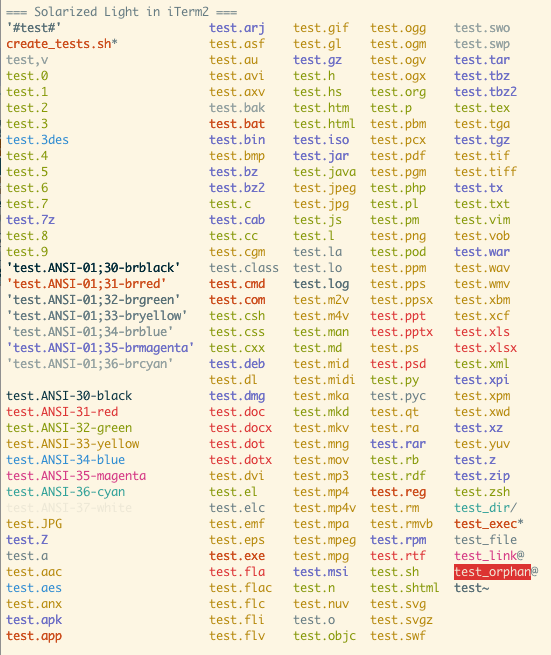 === Solarized Light in iTerm2 ===
'#test#' test.arj test.gif test.ogg test.swo
create_tests.sh* test.asf test.gl test.ogm test.swp
test,v test.au test.gz test.ogv test.tar
test.0 test.avi test.h test.ogx test.tbz
test.1 test.axv test.hs test.org test.tbz2
test.2 test.bak test.htm test.p test.tex
test.3 test.bat test.html test.pbm test.tga
test.3des test.bin test.iso test.pcx test.tgz
test.4 test.bmp test.jar test.pdf test.tif
test.5 test.bz test.java test.pgm test.tiff
test.6 test.bz2 test.jpeg test.php test.tx
test.7 test.c test.jpg test.pl test.txt
test.7z test.cab test.js test.pm test.vim
test.8 test.cc test.l test.png test.vob
test.9 test.cgm test.la test.pod test.war
'test.ANSI-01;30-brblack' test.class test.lo test.ppm test.wav
'test.ANSI-01;31-brred' test.cmd test.log test.pps test.wmv
'test.ANSI-01;32-brgreen' test.com test.m2v test.ppsx test.xbm
'test.ANSI-01;33-bryellow' test.csh test.m4v test.ppt test.xcf
'test.ANSI-01;34-brblue' test.css test.man test.pptx test.xls
'test.ANSI-01;35-brmagenta' test.cxx test.md test.ps test.xlsx
'test.ANSI-01;36-brcyan' test.deb test.mid test.psd test.xml
test.dl test.midi test.py test.xpi
test.ANSI-30-black test.dmg test.mka test.pyc test.xpm
test.ANSI-31-red test.doc test.mkd test.qt test.xwd
test.ANSI-32-green test.docx test.mkv test.ra test.xz
test.ANSI-33-yellow test.dot test.mng test.rar test.yuv
test.ANSI-34-blue test.dotx test.mov test.rb test.z
test.ANSI-35-magenta test.dvi test.mp3 test.rdf test.zip
test.ANSI-36-cyan test.el test.mp4 test.reg test.zsh
test.ANSI-37-white test.elc test.mp4v test.rm test_dir/
test.JPG test.emf test.mpa test.rmvb test_exec*
test.Z test.eps test.mpeg test.rpm test_file
test.a test.exe test.mpg test.rtf test_link@
test.aac test.fla test.msi test.sh test_orphan@
test.aes test.flac test.n test.shtml test~
test.anx test.flc test.nuv test.svg
test.apk test.fli test.o test.svgz
test.app test.flv test.objc test.swf